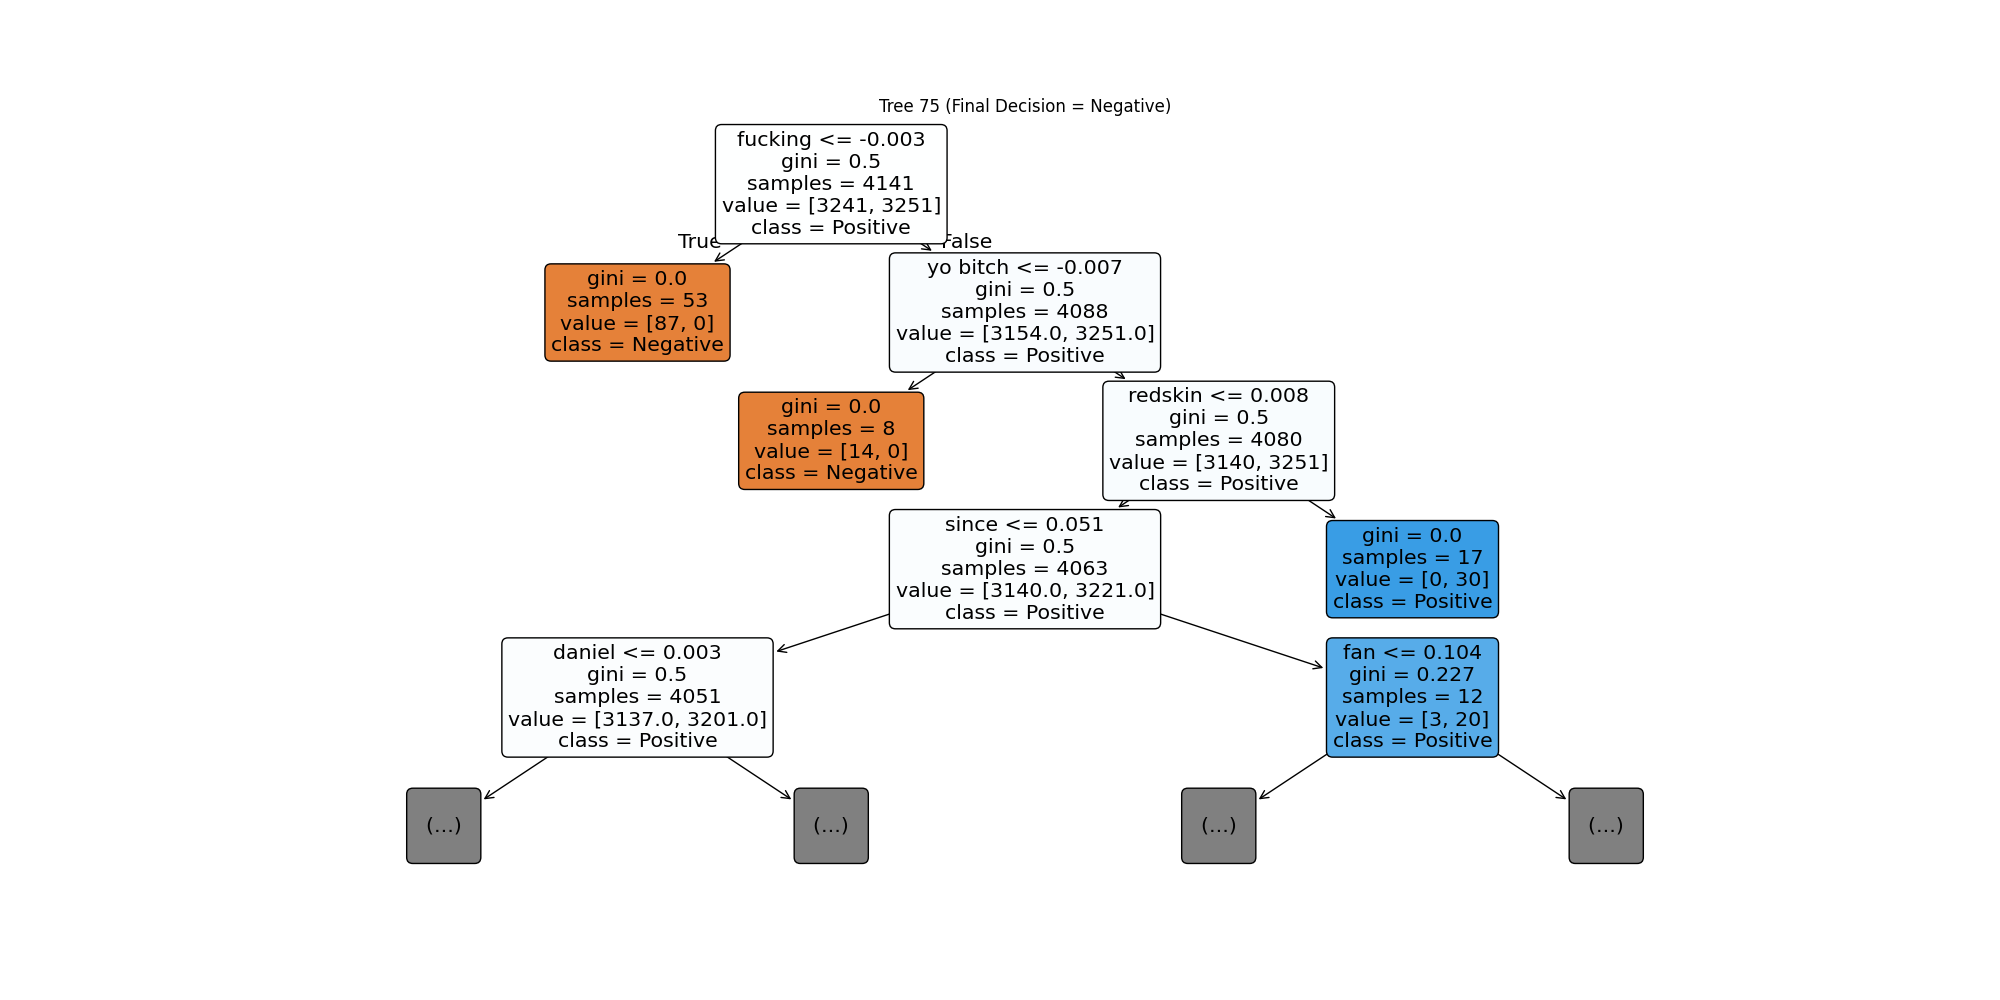 Tree 75 (Final Decision = Negative)
fucking <= -0.003
gini = 0.5
samples = 4141
value = [3241, 3251]
class = Positive
True
False
gini = 0.0
samples = 53
value = [87, 0]
class = Negative
yo bitch <= -0.007
gini = 0.5
samples = 4088
value = [3154.0, 3251.0]
class = Positive
gini = 0.0
samples = 8
value = [14, 0]
class = Negative
redskin <= 0.008
gini = 0.5
samples = 4080
value = [3140, 3251]
class = Positive
since <= 0.051
gini = 0.5
samples = 4063
value = [3140.0, 3221.0]
class = Positive
gini = 0.0
samples = 17
value = [0, 30]
class = Positive
daniel <= 0.003
gini = 0.5
samples = 4051
value = [3137.0, 3201.0]
class = Positive
fan <= 0.104
gini = 0.227
samples = 12
value = [3, 20]
class = Positive
(...)
(...)
(...)
(...)